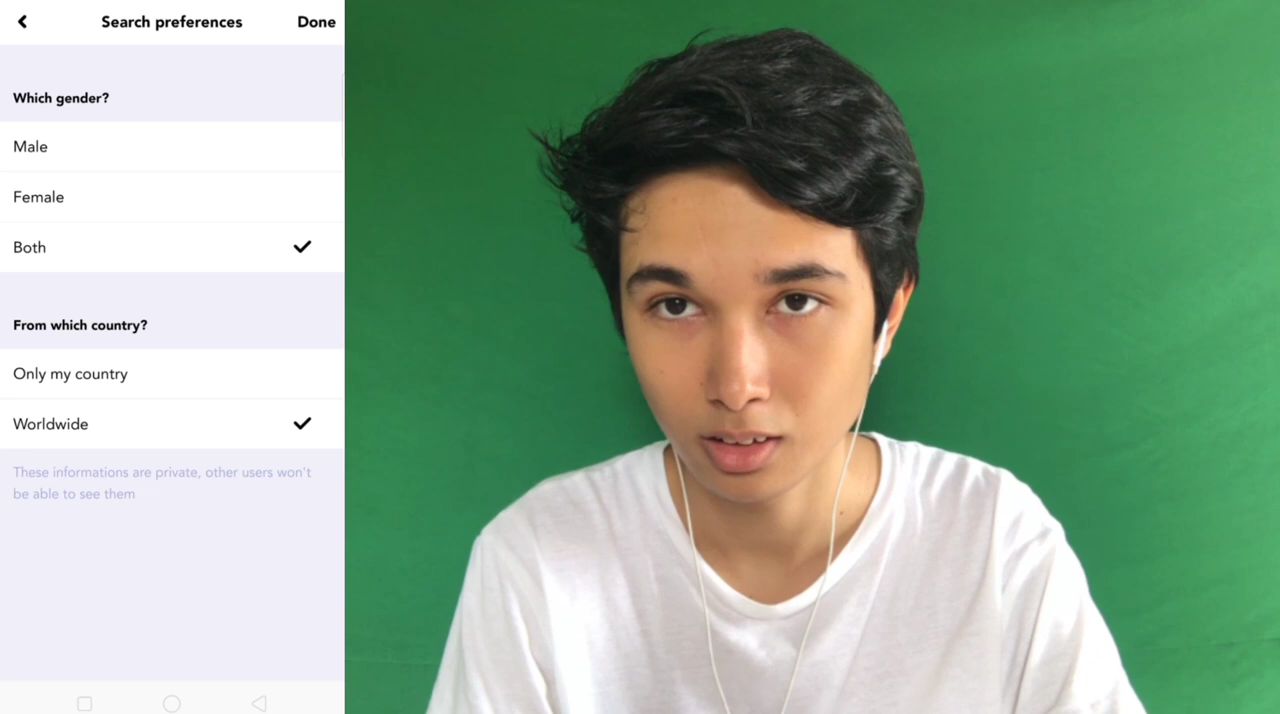 Search preferences Done
Which gender?
Male
Female
Both
From which country?
Only my country
Worldwide
These informations are private, other users won't
be able to see them